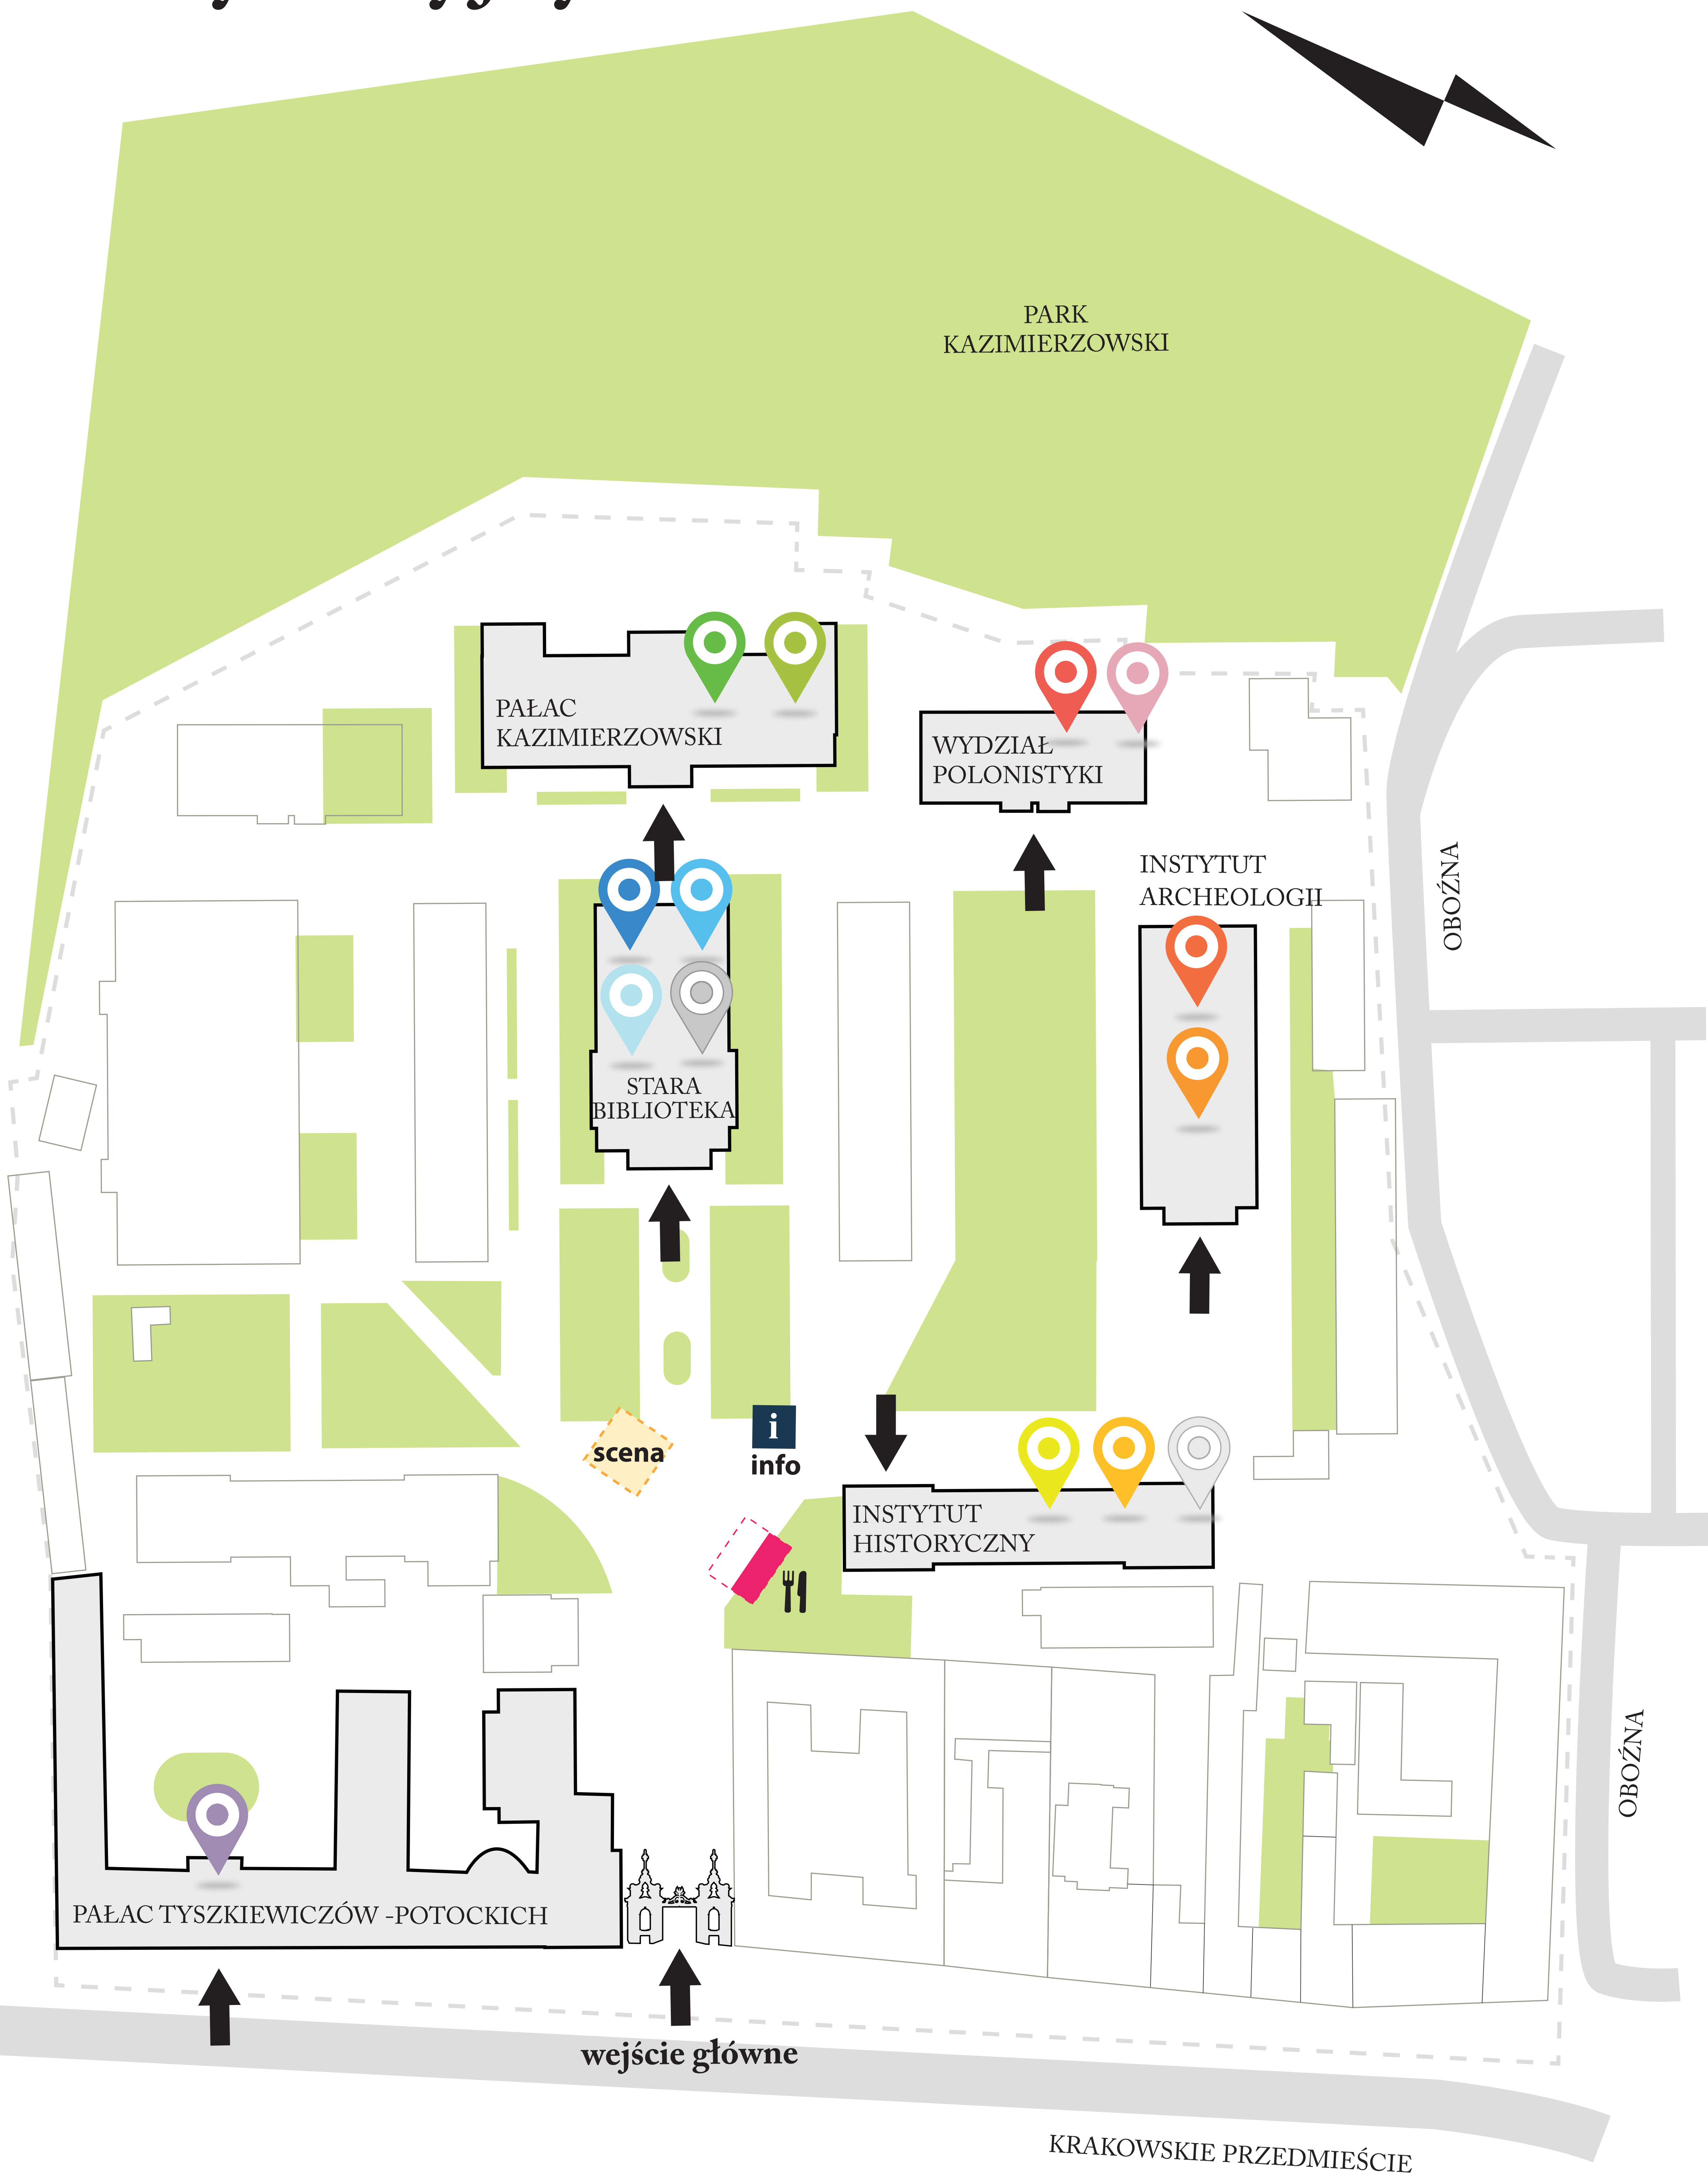 PARK
KAZIMIERZOWSKI
PAŁAC
KAZIMIERZOWSKI
WYDZIAŁ
POLONISTYKI
INSTYTUT
ARCHEOLOGII
OBOŹNA
STARA
BIBLIOTEKA
scena
i
info
INSTYTUT
HISTORYCZNY
OBOŹNA
PAŁAC TYSZKIEWICZÓW -POTOCKICH
wejście główne
KRAKOWSKIE PRZEDMIEŚCIE